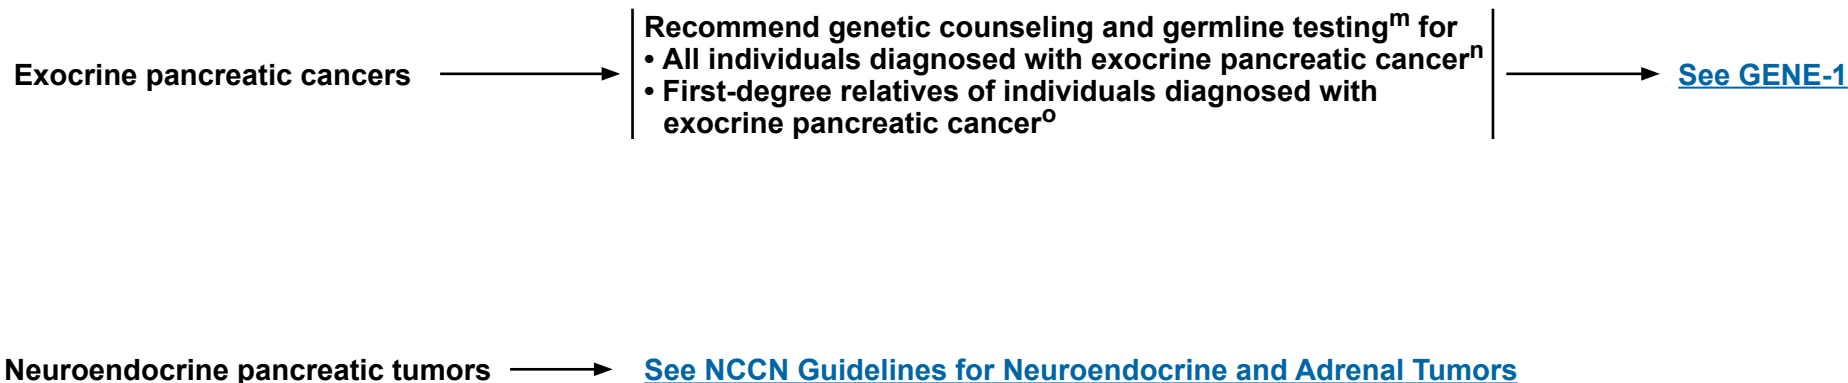 Recommend genetic counseling and germline testingm for
• All individuals diagnosed with exocrine pancreatic cancern
Exocrine pancreatic cancers
See GENE-1
• First-degree relatives of individuals diagnosed with
exocrine pancreatic cancero
Neuroendocrine pancreatic tumors
See NCCN Guidelines for Neuroendocrine and Adrenal Tumors